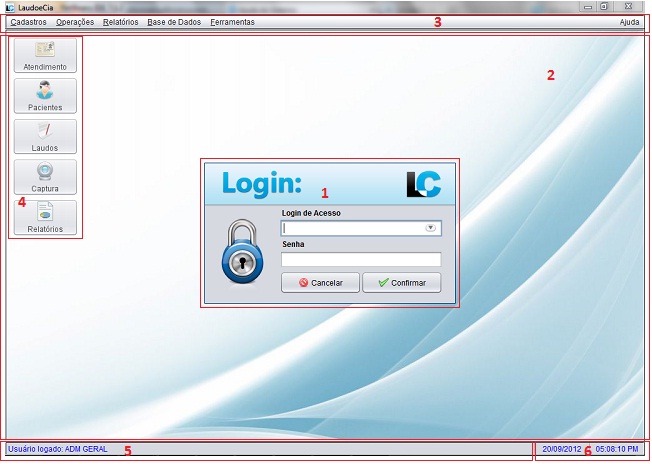 LaudoeCia
Cadastros Operações Relatórios Base de Dados Ferramentas 3 Ajuda
Atendimento
2
Pacientes
Laudos
Captura
4
Relatórios
Login: 1 LC
Login de Acesso
Senha
Cancelar Confirmar
Usuário logado: ADM GERAL 5 20/09/2012 6 05:08:10 PM